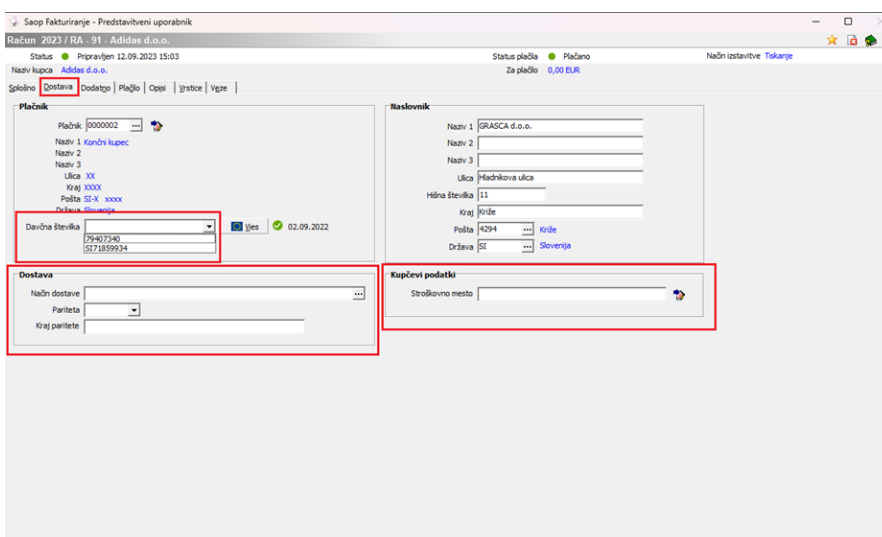 Saop Fakturiranje - Predstavitveni uporabnik
Račun 2023 / RA - 91 - Adidas d.o.o.
Status Pripravljen 12.09.2023 15:03 Status plačila Plačano Način izstavitve Tiskanje
Naziv kupca Adidas d.o.o. Za plačilo 0,00 EUR
Splošno Dostava Dodatno Plačilo Opisi Vrstice Veze
Plačnik
Plačnik 0000002 ...
Naziv 1 Končni kupec
Naziv 2
Naziv 3
Ulica XX
Kraj XXXX
Pošta SI-X xxxx
Država Slovenija
Davčna številka Vies 02.09.2022
79407340
SI71859934
Naslovnik
Naziv 1 GRASCA d.o.o.
Naziv 2
Naziv 3
Ulica Hladnikova ulica
Hišna številka 11
Kraj Križe
Pošta 4294 ... Križe
Država SI ... Slovenija
Dostava
Način dostave ...
Pariteta
Kraj paritete
Kupčevi podatki
Stroškovno mesto